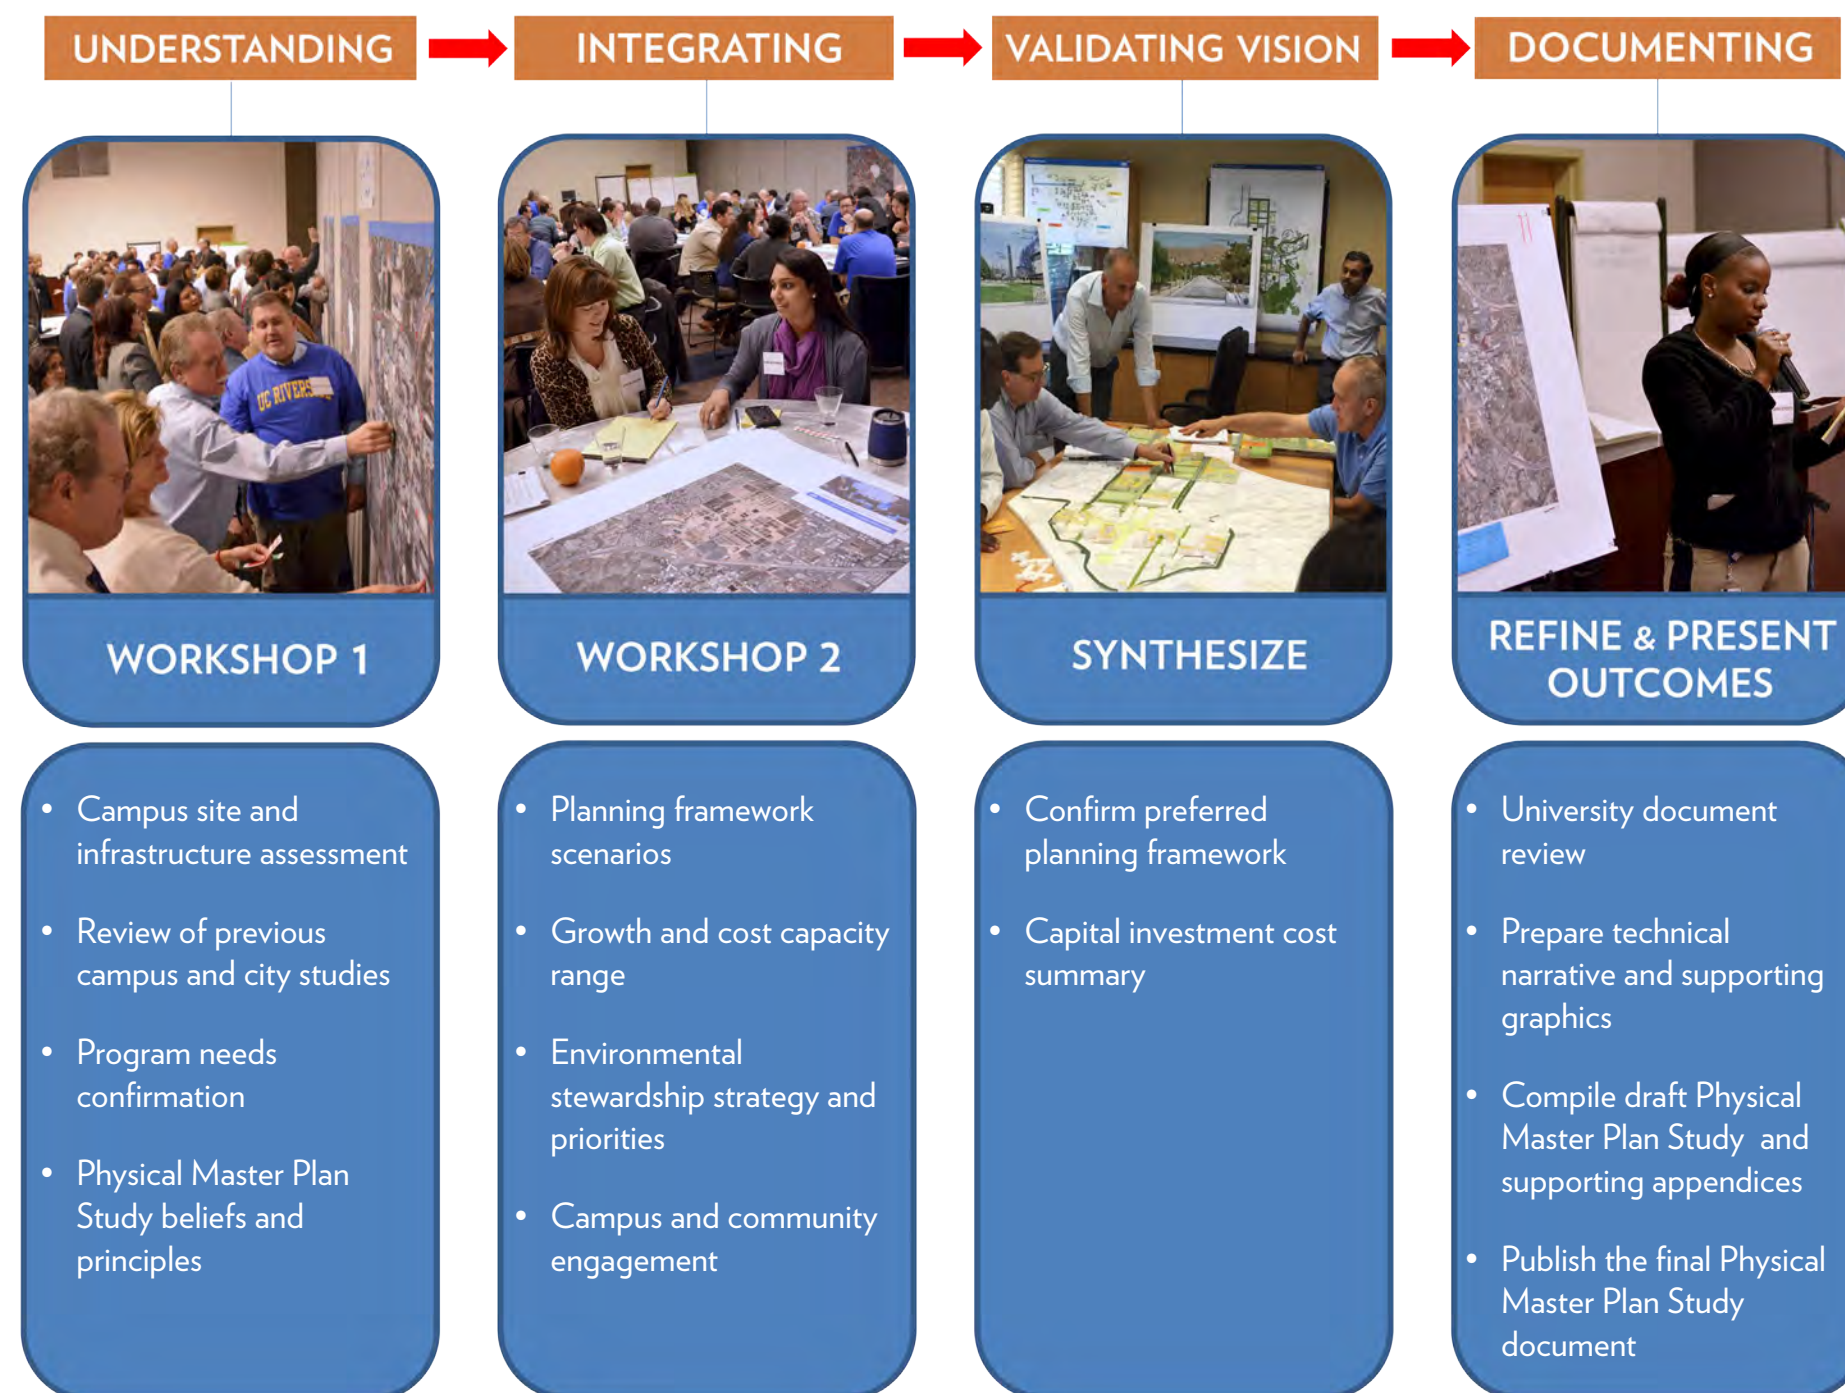 UNDERSTANDING
INTEGRATING
VALIDATING VISION
DOCUMENTING
UC RIVERS
WORKSHOP 1
WORKSHOP 2
SYNTHESIZE
REFINE & PRESENT
OUTCOMES
• Campus site and
infrastructure assessment
• Review of previous
campus and city studies
• Program needs
confirmation
• Physical Master Plan
Study beliefs and
principles
• Planning framework
scenarios
• Growth and cost capacity
range
• Environmental
stewardship strategy and
priorities
• Campus and community
engagement
• Confirm preferred
planning framework
• Capital investment cost
summary
• University document
review
• Prepare technical
narrative and supporting
graphics
• Compile draft Physical
Master Plan Study and
supporting appendices
• Publish the final Physical
Master Plan Study
document